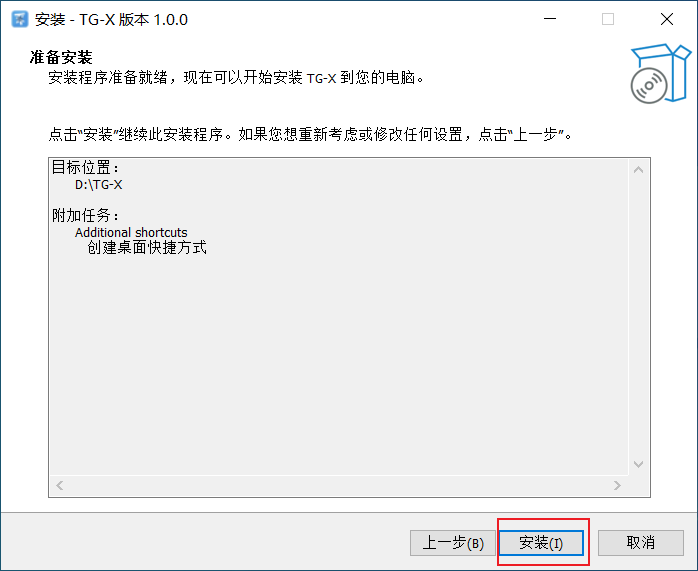 安装 - TG-X 版本 1.0.0
准备安装
安装程序准备就绪，现在可以开始安装 TG-X 到您的电脑。
点击“安装”继续此安装程序。如果您想重新考虑或修改任何设置，点击“上一步”。
目标位置：
D:\TG-X
附加任务：
Additional shortcuts
创建桌面快捷方式
上一步(B)
安装(I)
取消